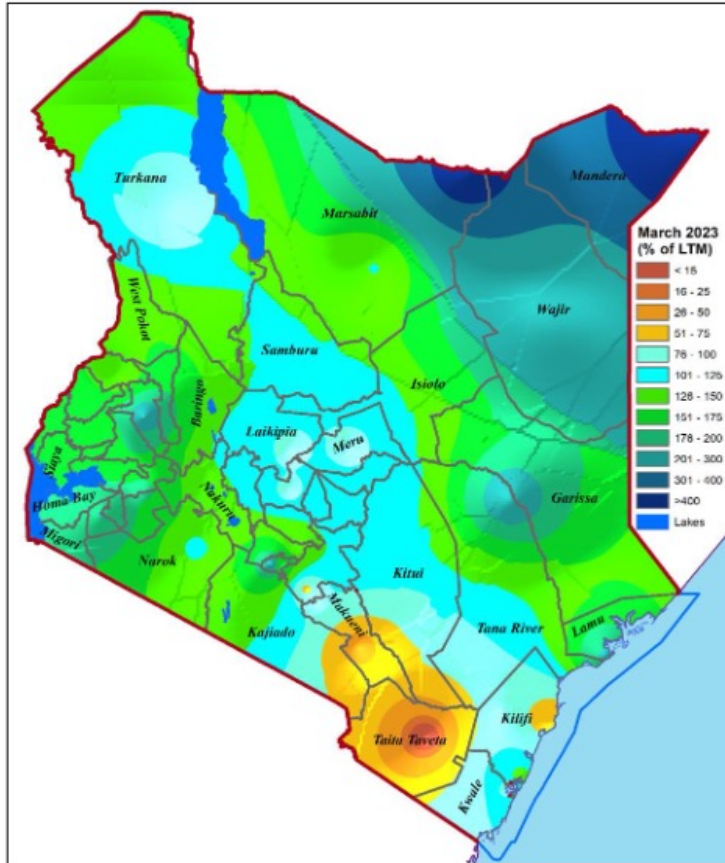 Turkana
Mandera
Marsabit
March 2023
(% of LTM)
< 15
16 - 25
26 - 50
51 - 75
76 - 100
101 - 125
126 - 150
151 - 175
176 - 200
201 - 300
301 - 400
>400
Lakes
West Pokot
Wajir
Samburu
Isiolo
Baringo
Laikipia
Meru
Siaya
Garissa
Homa Bay
Nakuru
Migori
Narok
Kitui
Makueni
Kajiado
Tana River
Lamu
Kilifi
Taita Taveta
Kwale